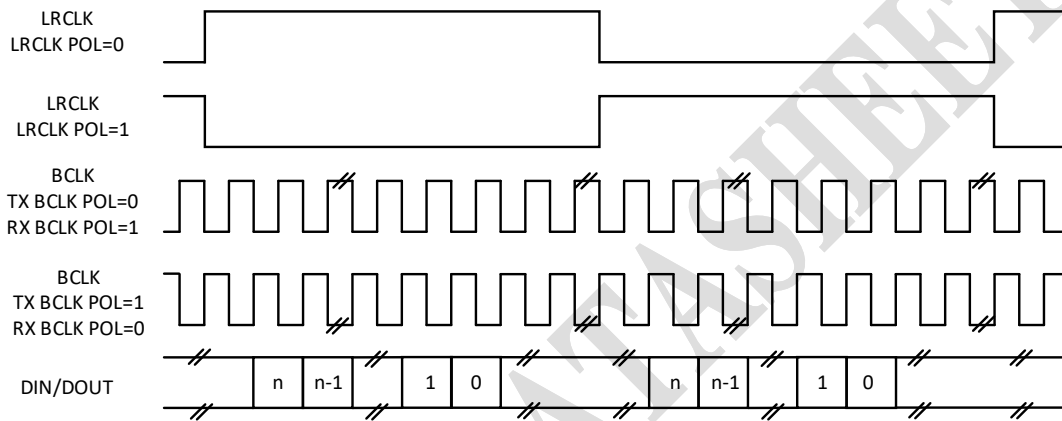 LRCLK
LRCLK POL=0
LRCLK
LRCLK POL=1
BCLK
TX BCLK POL=0
RX BCLK POL=1
BCLK
TX BCLK POL=1
RX BCLK POL=0
DIN/DOUT n n-1 1 0 n n-1 1 0
ATASHEET